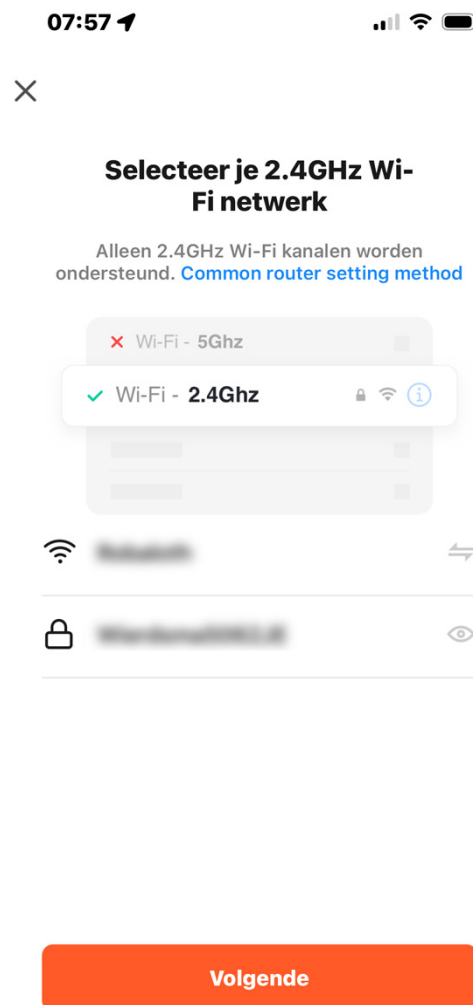 07:57
Selecteer je 2.4GHz Wi-
Fi netwerk
Alleen 2.4GHz Wi-Fi kanalen worden
ondersteund. Common router setting method
Wi-Fi - 5Ghz
Wi-Fi - 2.4Ghz
Volgende